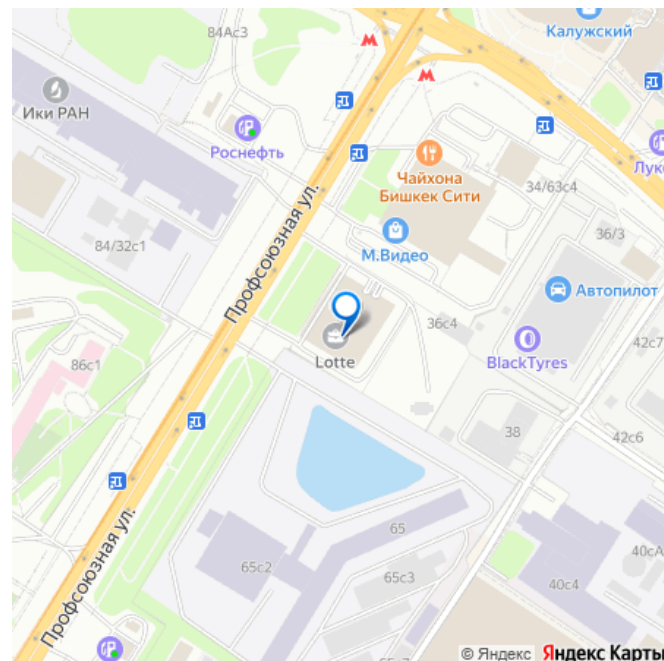 84Ас3
Калужский
Ики РАН
Роснефть
Чайхона
Бишкек Сити
34/63с4
36/3
84/32с1
Профсоюзная ул.
М.Видео
Автопилот
36с4
42с7
Lotte
BlackTyres
86с1
38
42с6
65
65с2
65с3
40с4
Профсоюзная ул.
© Яндекс Яндекс Карты